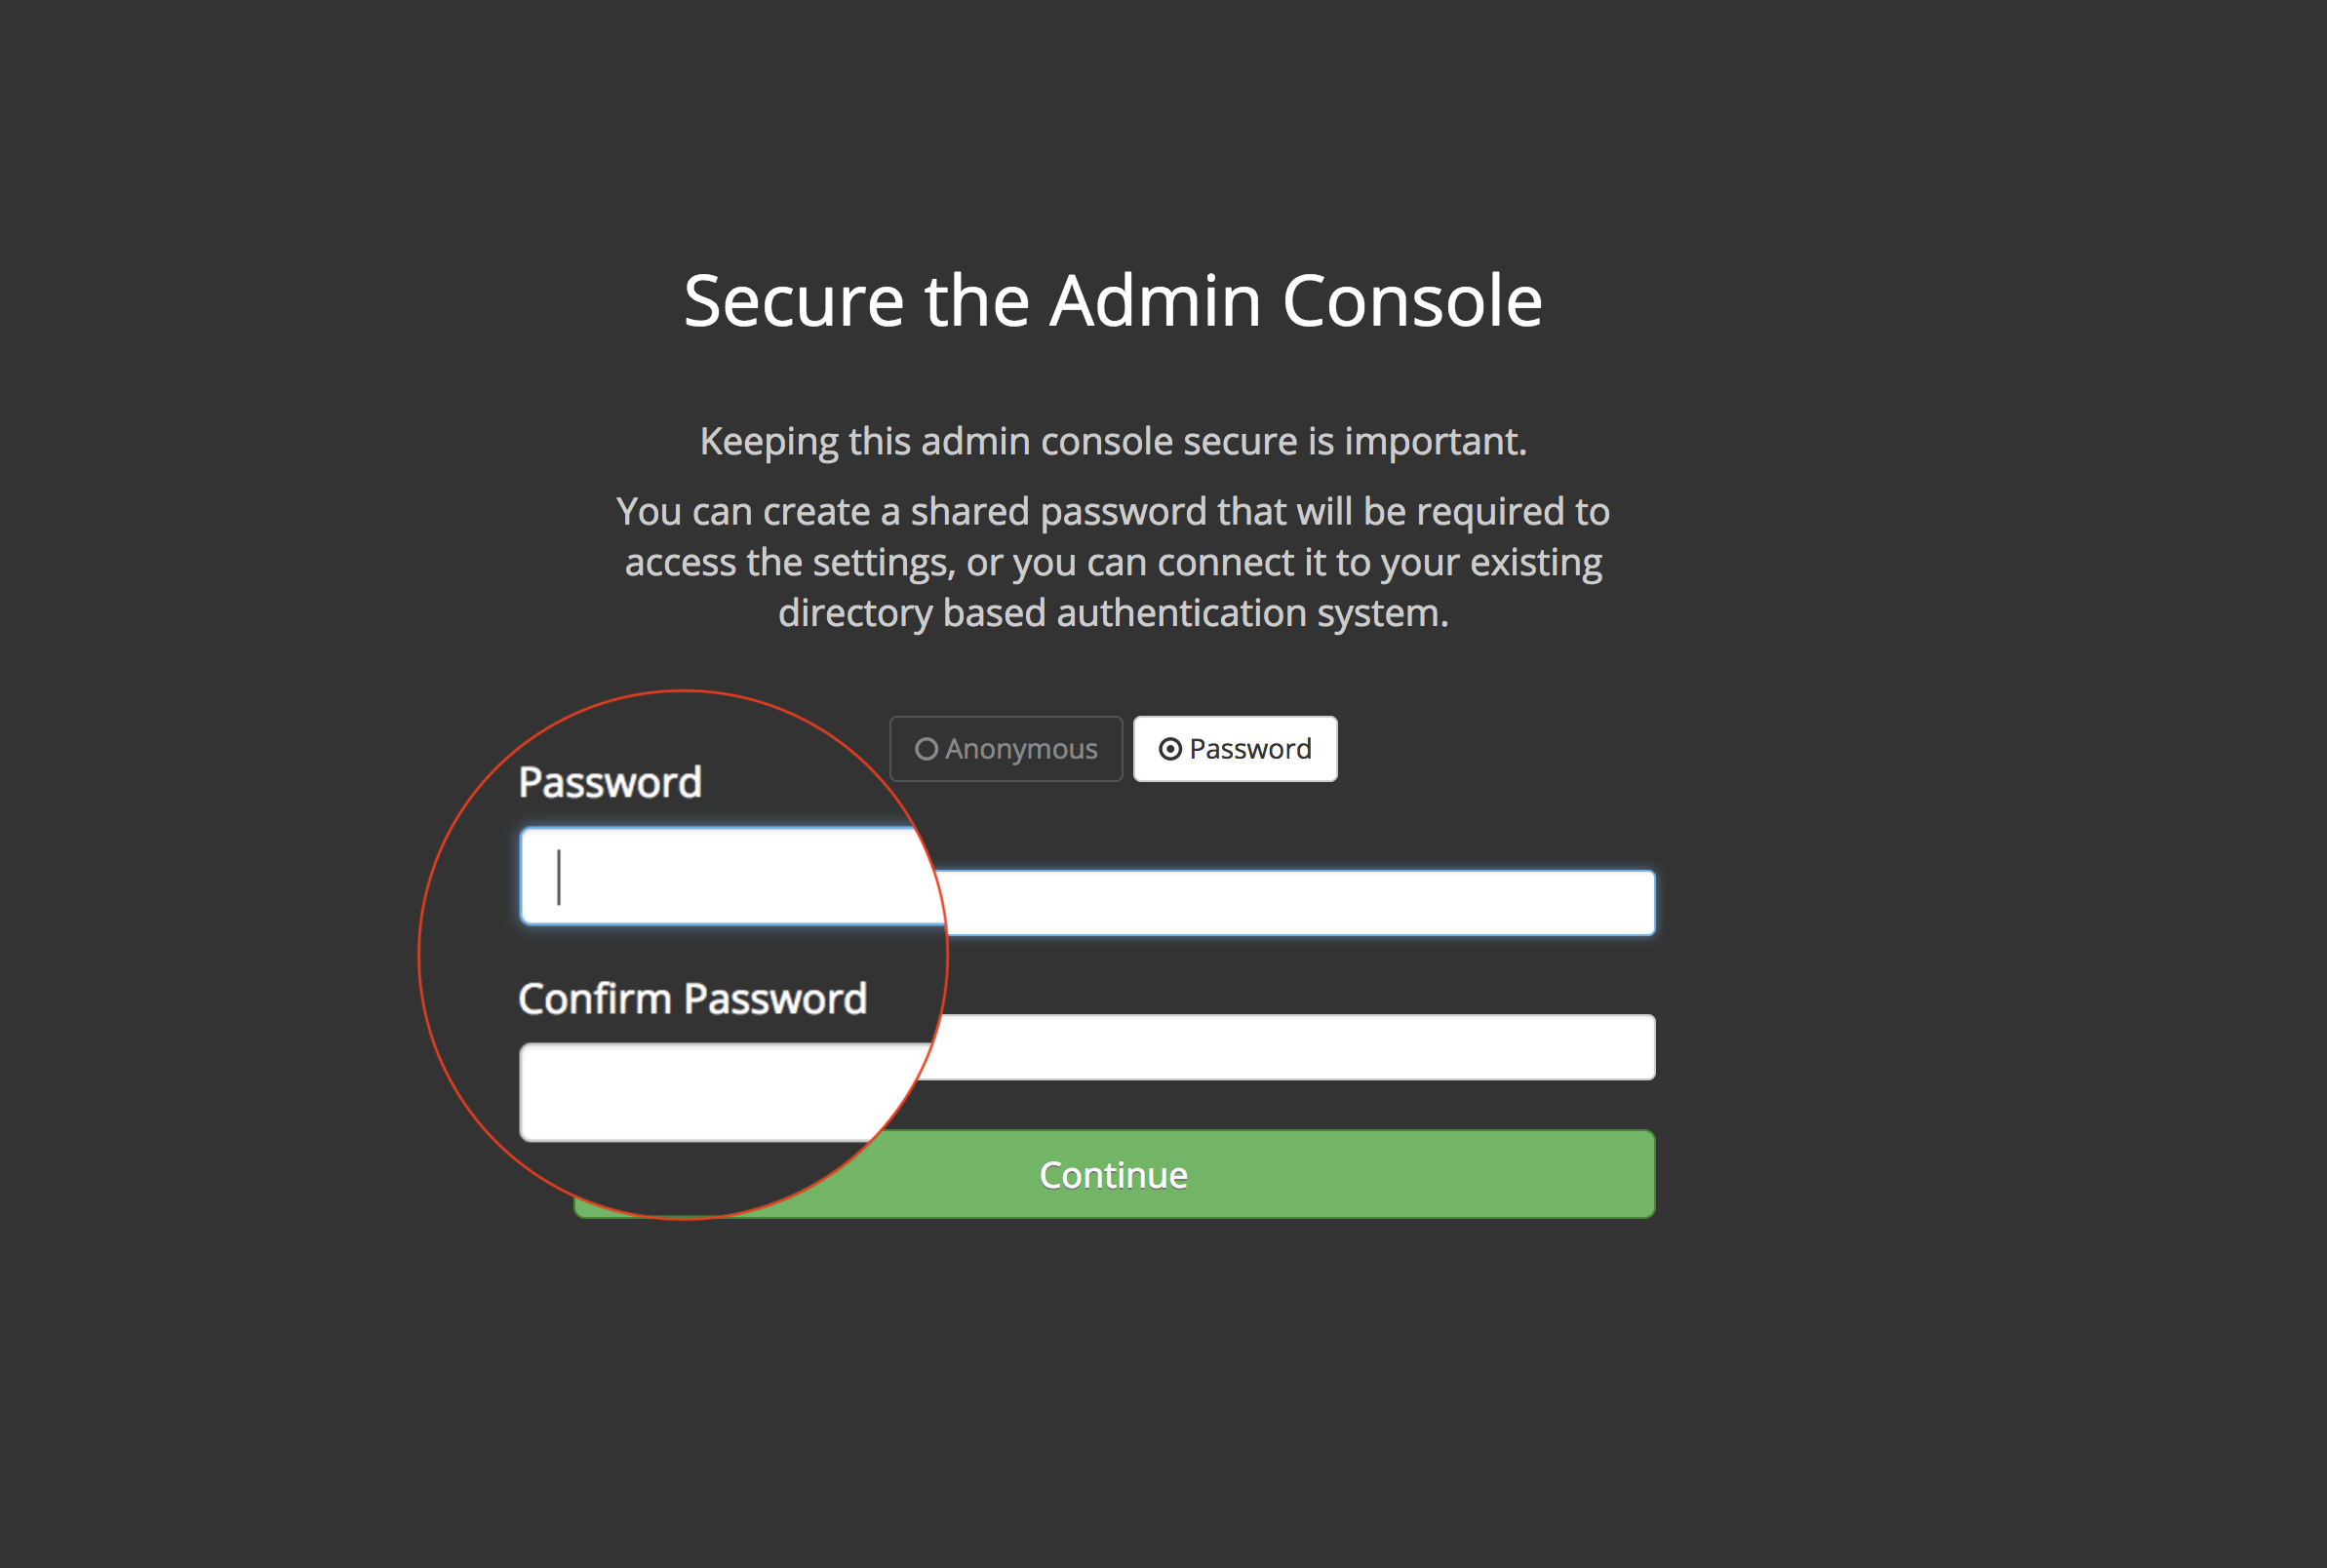 Secure the Admin Console
Keeping this admin console secure is important.
You can create a shared password that will be required to
access the settings, or you can connect it to your existing
directory based authentication system.
Anonymous
Password
Password
Confirm Password
Continue